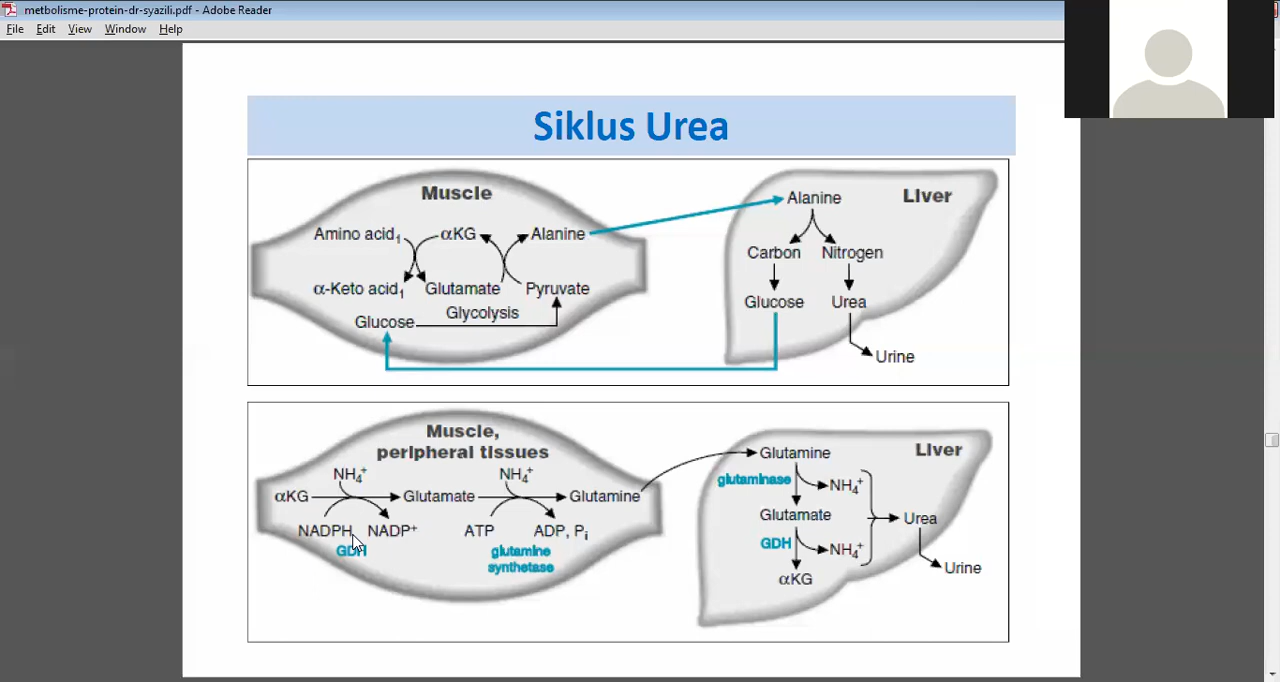 metbolisme-protein-dr-syazili.pdf - Adobe Reader
File Edit View Window Help
Siklus Urea
Muscle
Amino acid₁ αKG Alanine
α-Keto acid₁ Glutamate Pyruvate
Glycolysis
Glucose
Liver
Alanine
Carbon Nitrogen
Glucose Urea
Urine
Muscle,
peripheral tissues
NH₄⁺ NH₄⁺
αKG Glutamate Glutamine
NADPH NADP⁺ ATP ADP, Pᵢ
GDH glutamine
synthetase
Liver
Glutamine
glutaminase NH₄⁺
Glutamate Urea
GDH NH₄⁺
Urine
αKG